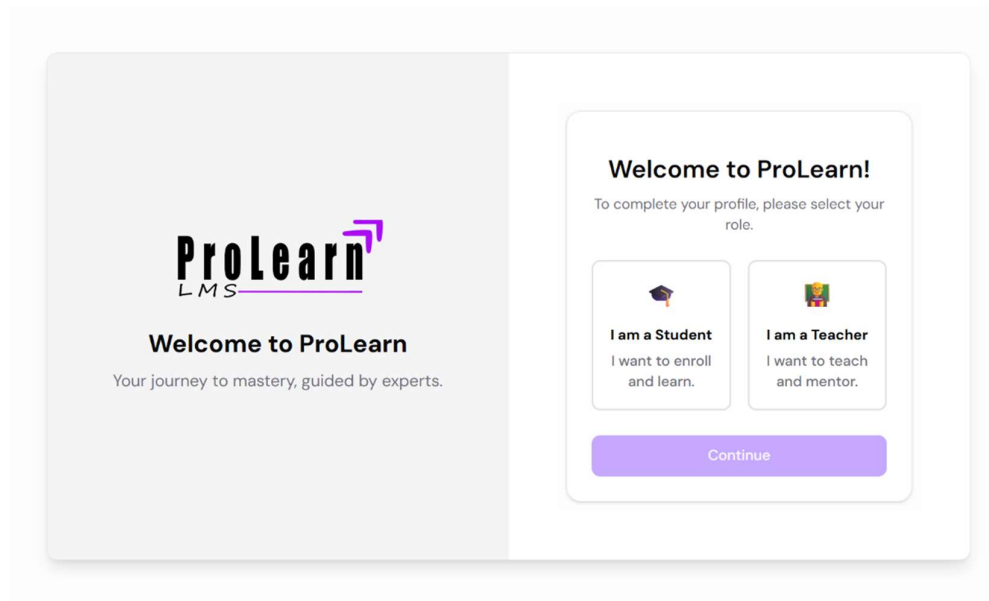 ProLearn
LMS
Welcome to ProLearn
Your journey to mastery, guided by experts.
Welcome to ProLearn!
To complete your profile, please select your
role.
I am a Student
I want to enroll
and learn.
I am a Teacher
I want to teach
and mentor.
Continue